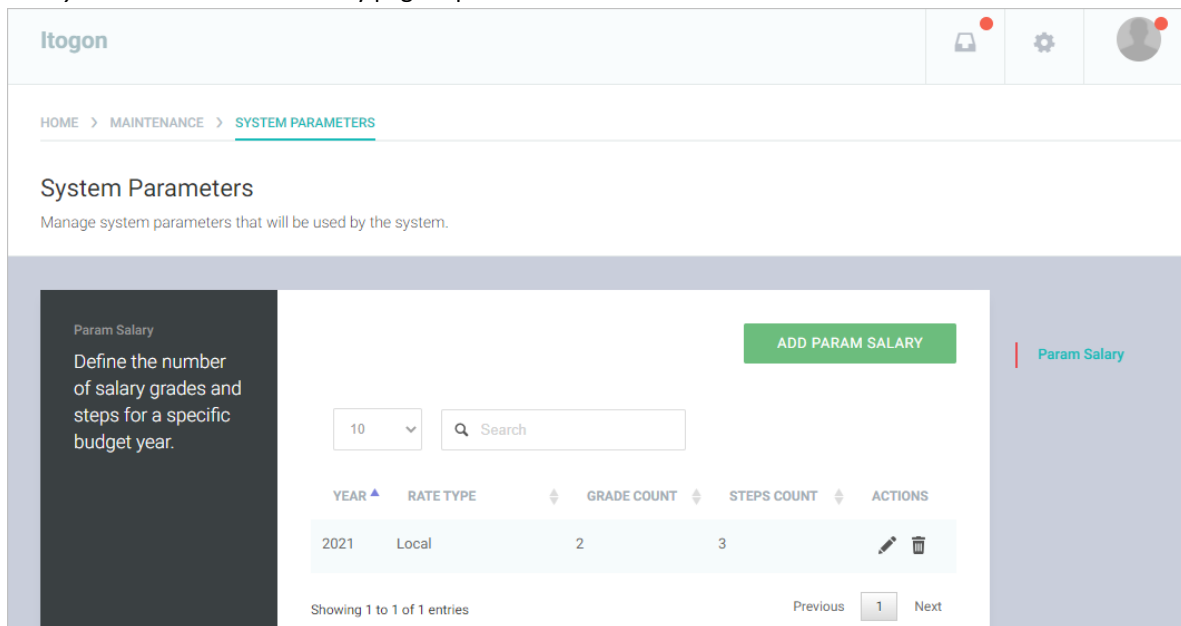 Itogon
HOME > MAINTENANCE > SYSTEM PARAMETERS
System Parameters
Manage system parameters that will be used by the system.
Param Salary
Define the number
of salary grades and
steps for a specific
budget year.
ADD PARAM SALARY
Param Salary
10 Search
YEAR RATE TYPE GRADE COUNT STEPS COUNT ACTIONS
2021 Local 2 3
Showing 1 to 1 of 1 entries
Previous 1 Next